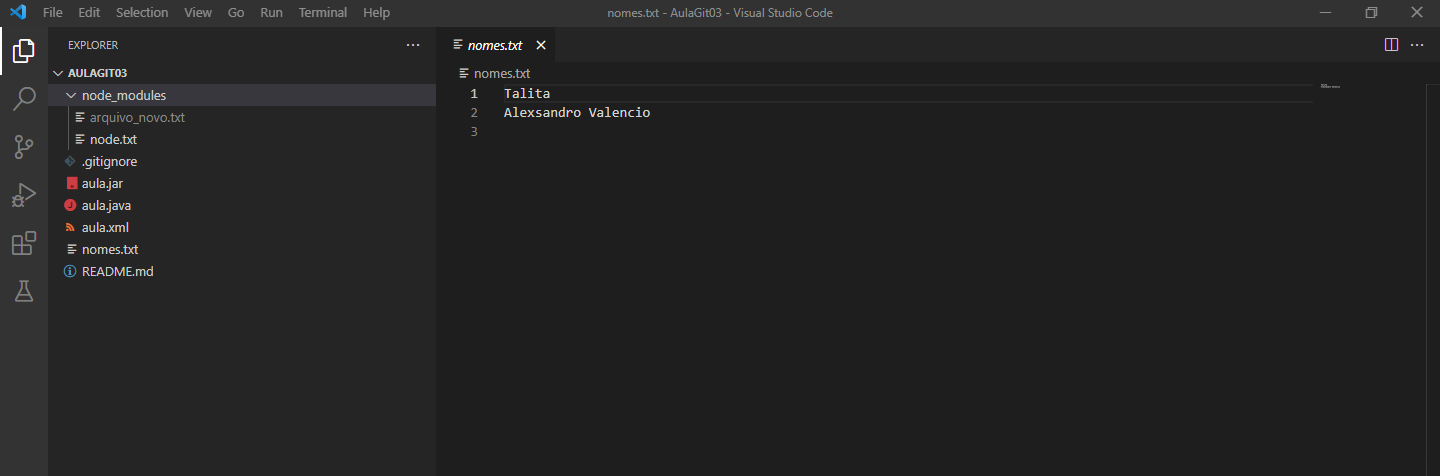 File Edit Selection View Go Run Terminal Help
nomes.txt - AulaGit03 - Visual Studio Code
EXPLORER
AULAGIT03
node_modules
arquivo_novo.txt
node.txt
.gitignore
aula.jar
aula.java
aula.xml
nomes.txt
README.md
nomes.txt
nomes.txt
1 Talita
2 Alexsandro Valencio
3